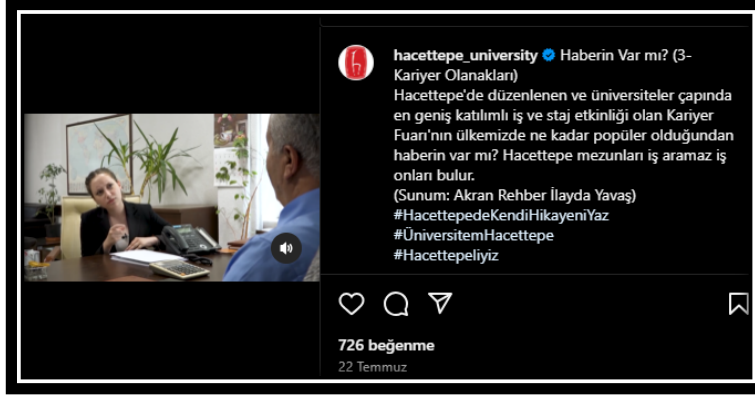 hacettepe_university Haberin Var mı? (3-
Kariyer Olanakları)
Hacettepe'de düzenlenen ve üniversiteler çapında
en geniş katılımlı iş ve staj etkinliği olan Kariyer
Fuarı'nın ülkemizde ne kadar popüler olduğundan
haberin var mı? Hacettepe mezunları iş aramaz iş
onları bulur.
(Sunum: Akran Rehber İlayda Yavaş)
#HacettepedeKendiHikayeniYaz
#ÜniversitemHacettepe
#Hacettepeliyiz
726 beğenme
22 Temmuz